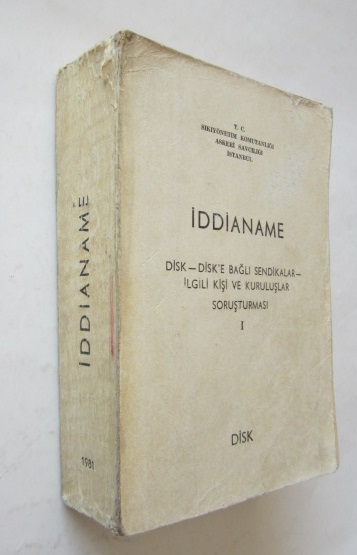 T. C.
SIKIYÖNETİM KOMUTANLIĞI
ASKERİ SAVCILIĞI
İSTANBUL
İDDİANAME
DİSK — DİSK'E BAĞLI SENDİKALAR —
İLGİLİ KİŞİ VE KURULUŞLAR
SORUŞTURMASI
I
DİSK
İDDİANAME
1981